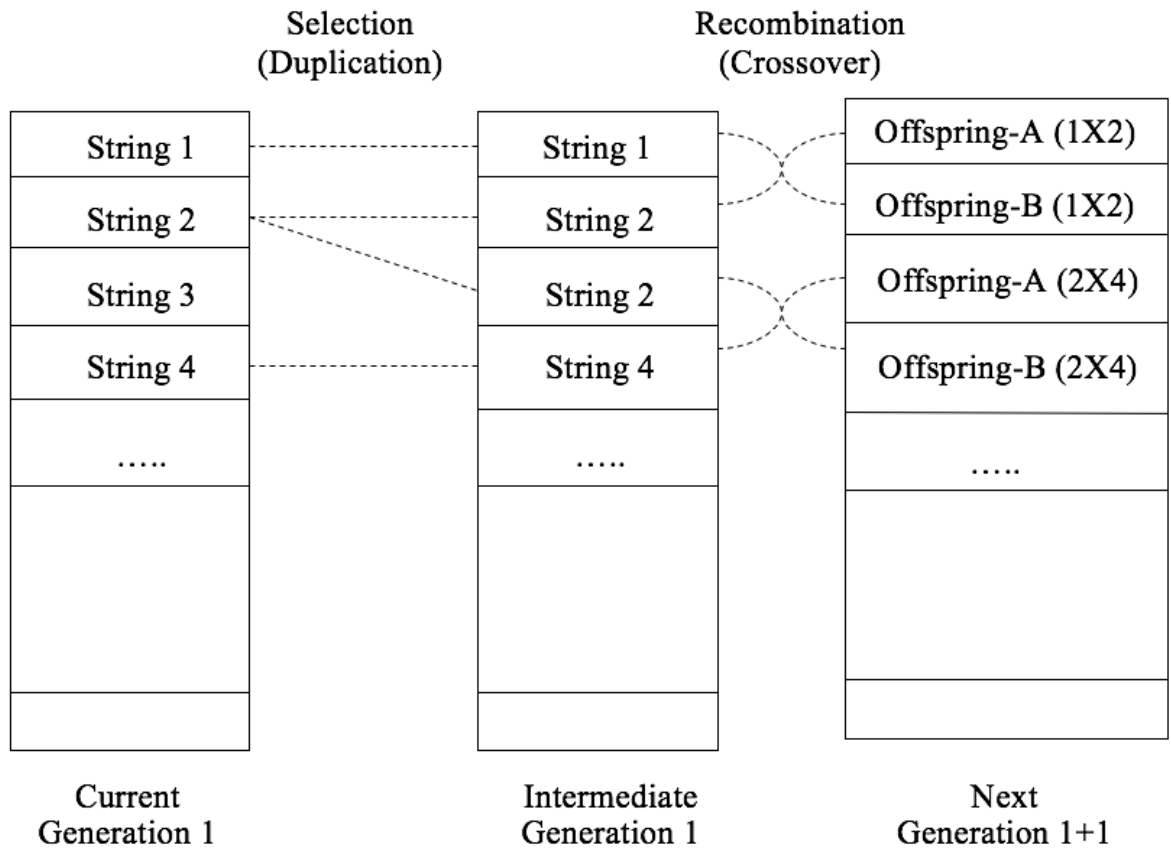 Selection
(Duplication)
Recombination
(Crossover)
String 1
String 2
String 3
String 4
…..
Current
Generation 1
String 1
String 2
String 2
String 4
…..
Intermediate
Generation 1
Offspring-A (1X2)
Offspring-B (1X2)
Offspring-A (2X4)
Offspring-B (2X4)
…..
Next
Generation 1+1